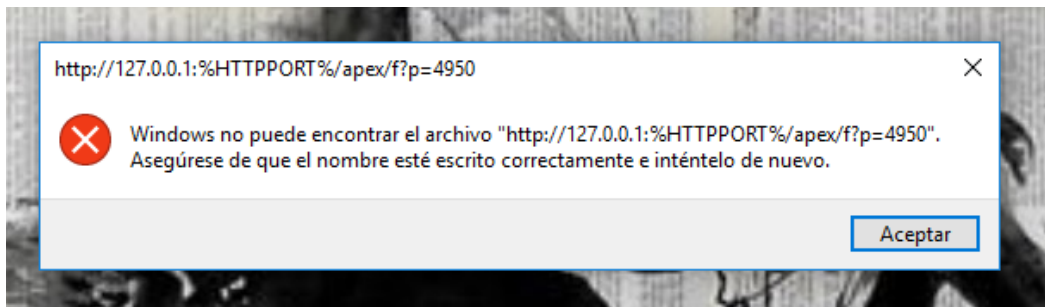 http://127.0.0.1:%HTTPPORT%/apex/f?p=4950
Windows no puede encontrar el archivo "http://127.0.0.1:%HTTPPORT%/apex/f?p=4950".
Asegúrese de que el nombre esté escrito correctamente e inténtelo de nuevo.
Aceptar